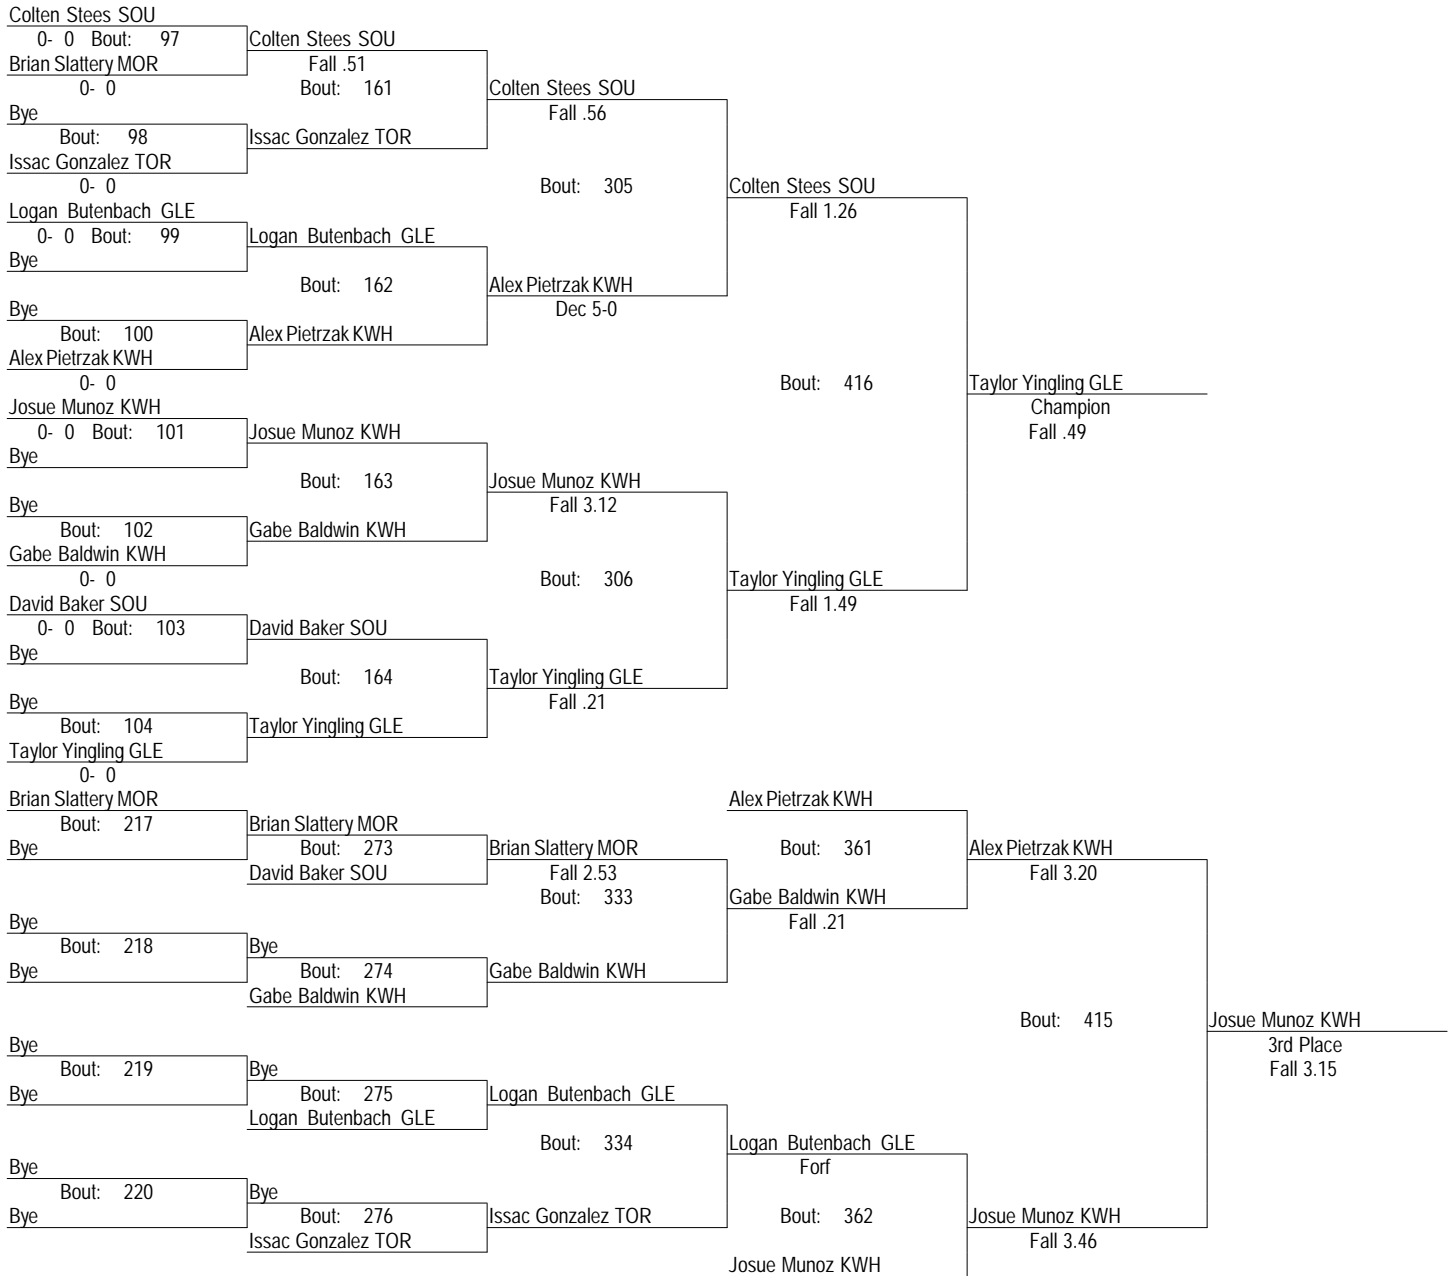 Colten Stees SOU
0- 0 Bout: 97 Colten Stees SOU
Brian Slattery MOR Fall .51
0- 0 Bout: 161 Colten Stees SOU
Bye Fall .56
Bout: 98 Issac Gonzalez TOR
Issac Gonzalez TOR
0- 0 Bout: 305 Colten Stees SOU
Logan Butenbach GLE Fall 1.26
0- 0 Bout: 99 Logan Butenbach GLE
Bye
Bout: 162 Alex Pietrzak KWH
Bye Dec 5-0
Bout: 100 Alex Pietrzak KWH
Alex Pietrzak KWH
0- 0 Bout: 416 Taylor Yingling GLE
Josue Munoz KWH Champion
0- 0 Bout: 101 Josue Munoz KWH Fall .49
Bye
Bout: 163 Josue Munoz KWH
Bye Fall 3.12
Bout: 102 Gabe Baldwin KWH
Gabe Baldwin KWH
0- 0 Bout: 306 Taylor Yingling GLE
David Baker SOU Fall 1.49
0- 0 Bout: 103 David Baker SOU
Bye
Bout: 164 Taylor Yingling GLE
Bye Fall .21
Bout: 104 Taylor Yingling GLE
Taylor Yingling GLE
0- 0
Brian Slattery MOR Alex Pietrzak KWH
Bout: 217 Brian Slattery MOR
Bye Bout: 273 Brian Slattery MOR Bout: 361 Alex Pietrzak KWH
David Baker SOU Fall 2.53 Fall 3.20
Bout: 333 Gabe Baldwin KWH
Bye Fall .21
Bout: 218 Bye
Bye Bout: 274 Gabe Baldwin KWH
Gabe Baldwin KWH
Bout: 415 Josue Munoz KWH
Bye 3rd Place
Bout: 219 Bye Fall 3.15
Bye Bout: 275 Logan Butenbach GLE
Logan Butenbach GLE
Bout: 334 Logan Butenbach GLE
Bye Forf
Bout: 220 Bye
Bye Bout: 276 Issac Gonzalez TOR Bout: 362 Josue Munoz KWH
Issac Gonzalez TOR Fall 3.46
Josue Munoz KWH